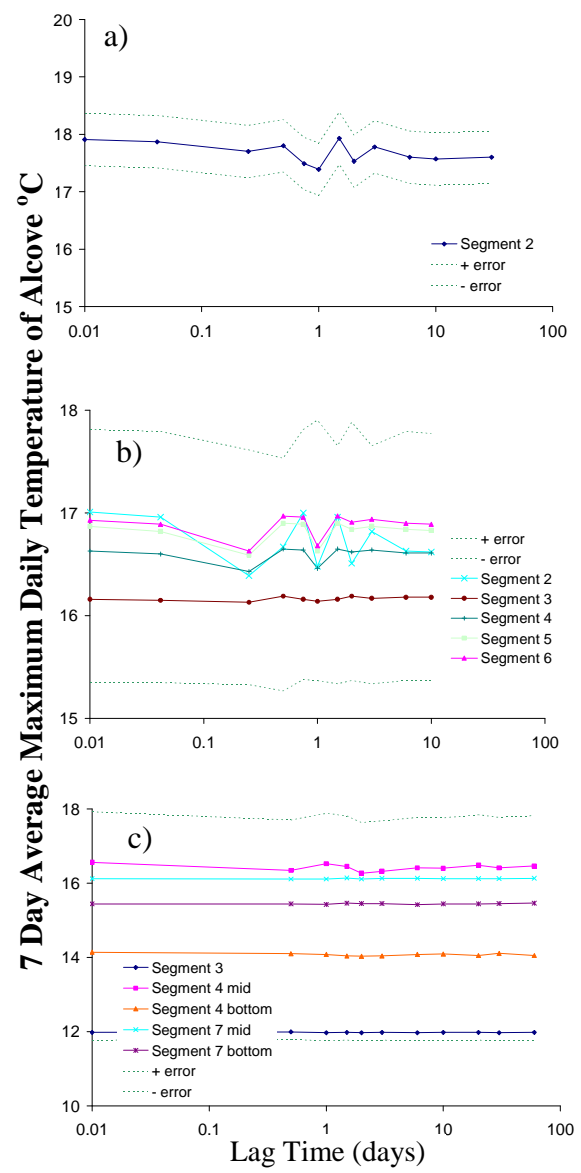 7 Day Average Maximum Daily Temperature of Alcove °C
a)
20
19
18
17
16
15
0.01 0.1 1 10 100
Segment 2
+ error
- error
b)
18
17
16
15
0.01 0.1 1 10 100
+ error
- error
Segment 2
Segment 3
Segment 4
Segment 5
Segment 6
c)
18
16
14
12
10
0.01 0.1 1 10 100
Segment 3
Segment 4 mid
Segment 4 bottom
Segment 7 mid
Segment 7 bottom
+ error
- error
Lag Time (days)